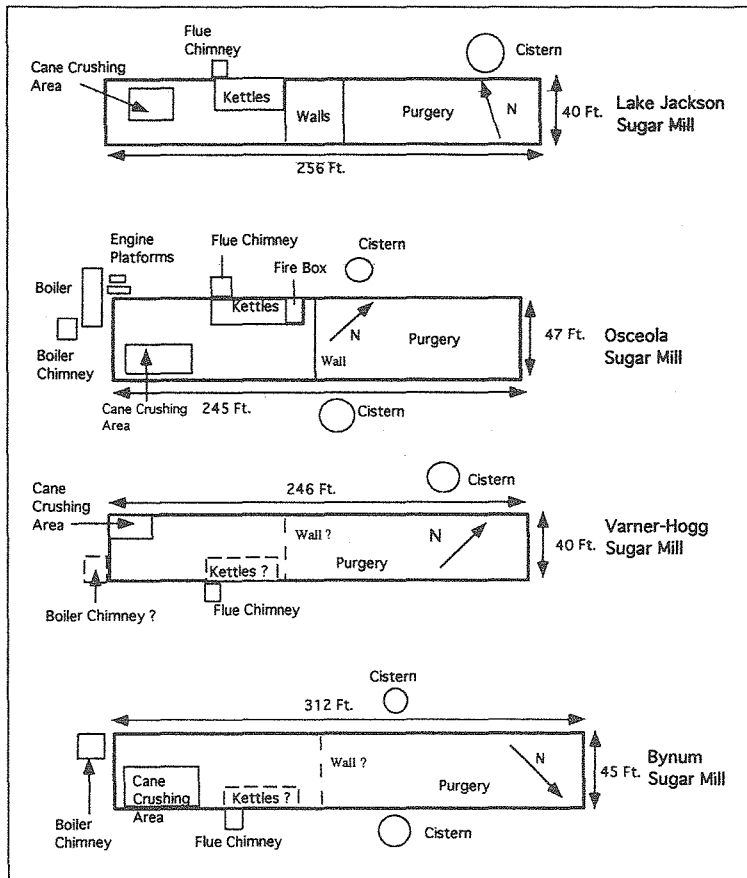 Flue
Chimney
Cistern
Cane Crushing
Area
Kettles
Walls
Purgery
N
40 Ft.
Lake Jackson
Sugar Mill
256 Ft.
Engine
Platforms
Flue Chimney
Cistern
Boiler
Fire Box
Kettles
N
Purgery
47 Ft.
Osceola
Sugar Mill
Boiler
Chimney
Wall
Cane Crushing
Area
245 Ft.
Cistern
Cane
Crushing
Area
246 Ft.
Cistern
Wall ?
N
Purgery
40 Ft.
Varner-Hogg
Sugar Mill
Kettles ?
Boiler Chimney ?
Flue Chimney
Cistern
312 Ft.
Wall ?
N
45 Ft.
Bynum
Sugar Mill
Cane
Crushing
Area
Kettles ?
Purgery
Boiler
Chimney
Flue Chimney
Cistern